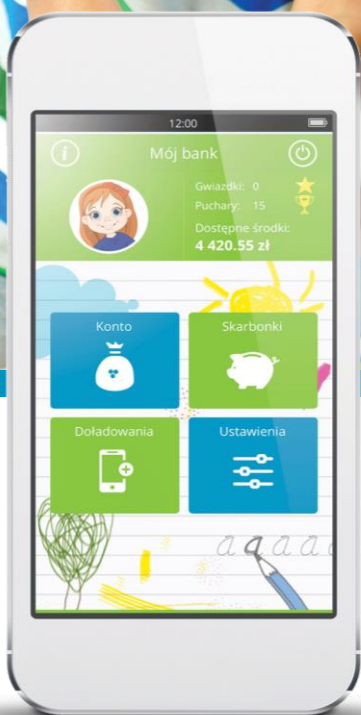 12:00
Mój bank
Gwiazdki: 0
Puchary: 15
Dostępne środki:
4 420.55 zł
Konto
Skarbonki
Doładowania
Ustawienia
a a a a a